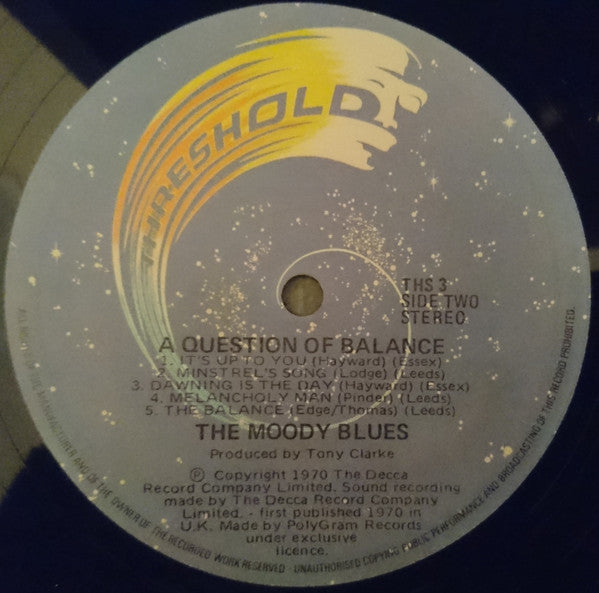 THRESHOLD
THS 3
SIDE TWO
STEREO
A QUESTION OF BALANCE
1. IT'S UP TO YOU (Hayward) (Essex)
2. MINSTREL'S SONG (Lodge) (Leeds)
3. DAWNING IS THE DAY (Hayward) (Essex)
4. MELANCHOLY MAN (Pinder) (Leeds)
5. THE BALANCE (Edge/Thomas) (Leeds)
THE MOODY BLUES
Produced by Tony Clarke
Ⓟ Copyright 1970 The Decca
Record Company Limited. Sound recording
made by The Decca Record Company
Limited. - first published 1970 in
U.K. Made by PolyGram Records
under exclusive
licence.
ALL RIGHTS OF THE MANUFACTURER AND OF THE OWNER OF THE RECORDED WORK RESERVED - UNAUTHORISED COPYING PUBLIC PERFORMANCE AND BROADCASTING OF THIS RECORD PROHIBITED.